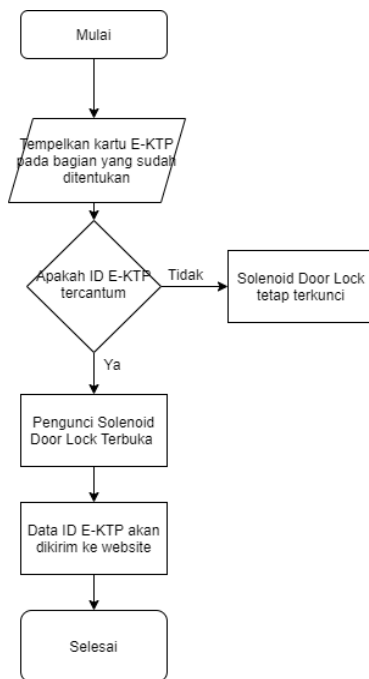 Mulai
Tempelkan kartu E-KTP
pada bagian yang sudah
ditentukan
Apakah ID E-KTP
tercantum
Tidak
Solenoid Door Lock
tetap terkunci
Ya
Pengunci Solenoid
Door Lock Terbuka
Data ID E-KTP akan
dikirim ke website
Selesai